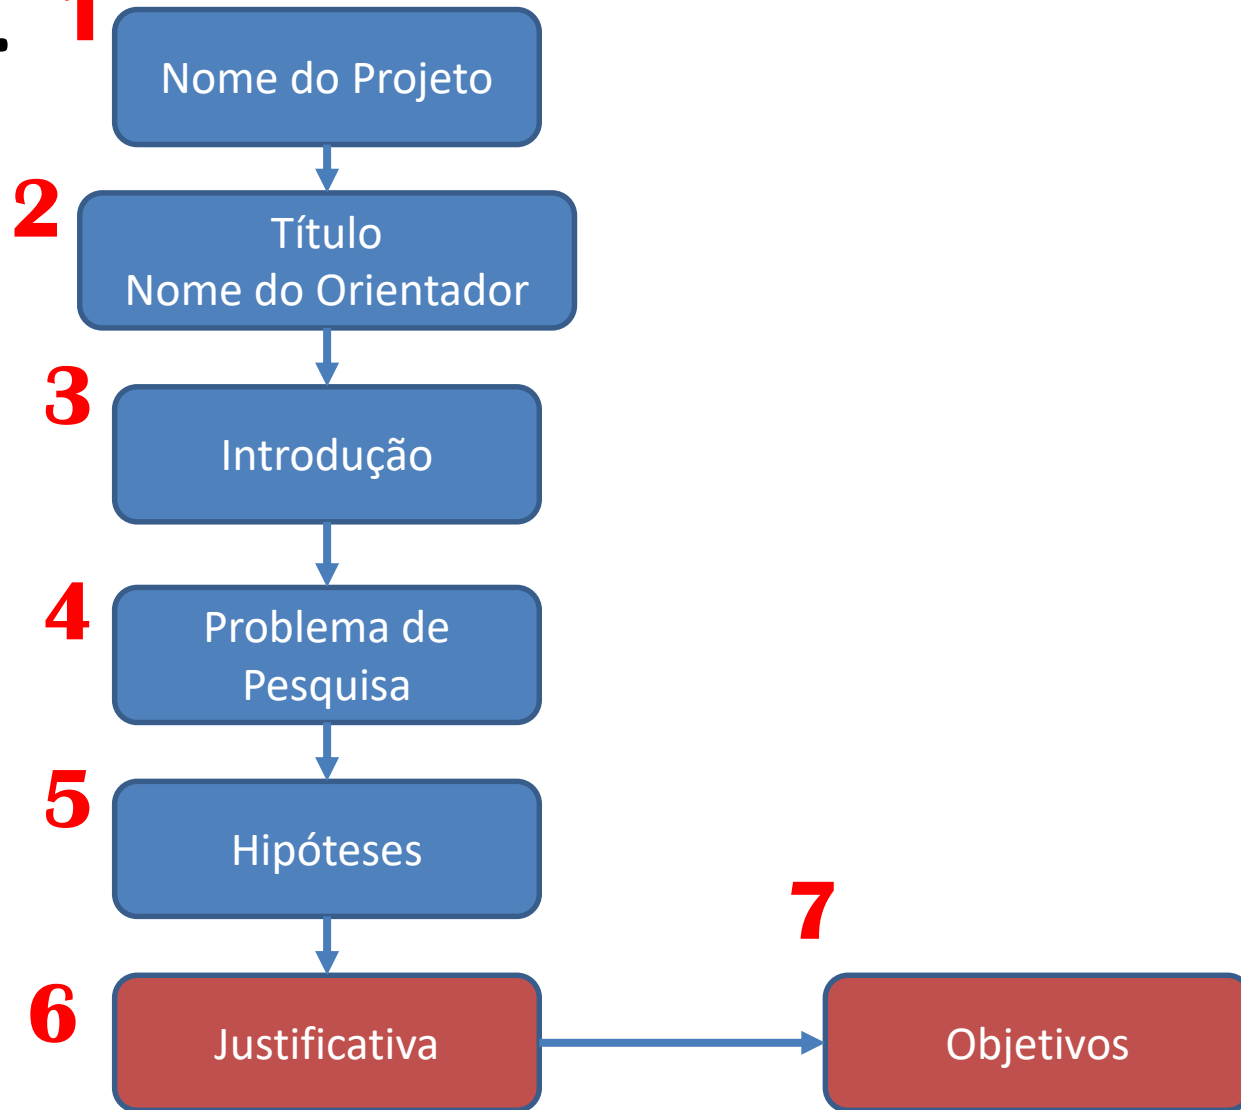 .
1
Nome do Projeto
2
Título
Nome do Orientador
3
Introdução
4
Problema de
Pesquisa
5
Hipóteses
7
6
Justificativa
Objetivos